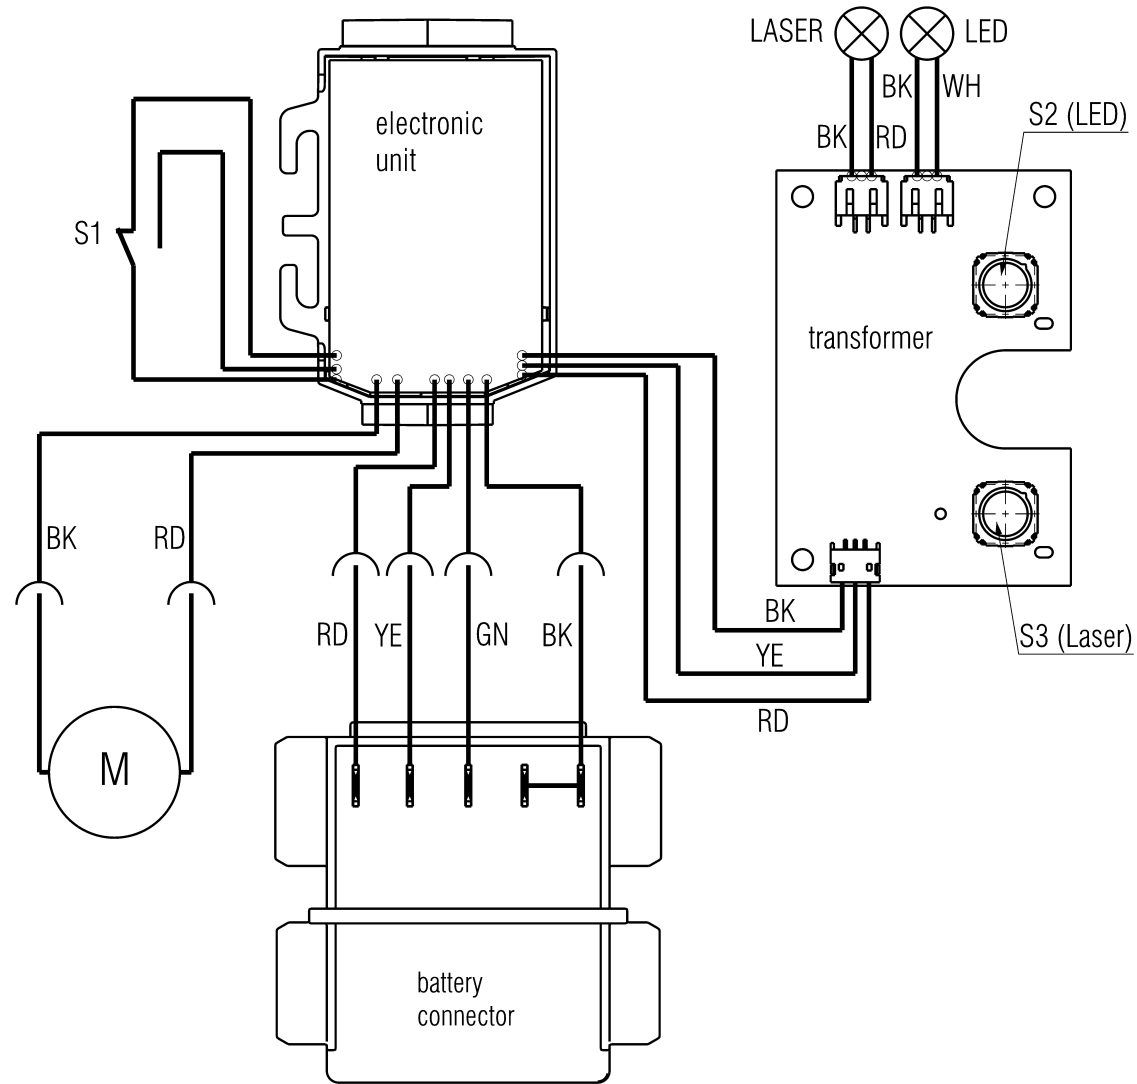 LASER
LED
BK
WH
S2 (LED)
electronic
unit
BK
RD
S1
transformer
BK
RD
BK
RD
YE
GN
BK
YE
S3 (Laser)
RD
M
battery
connector